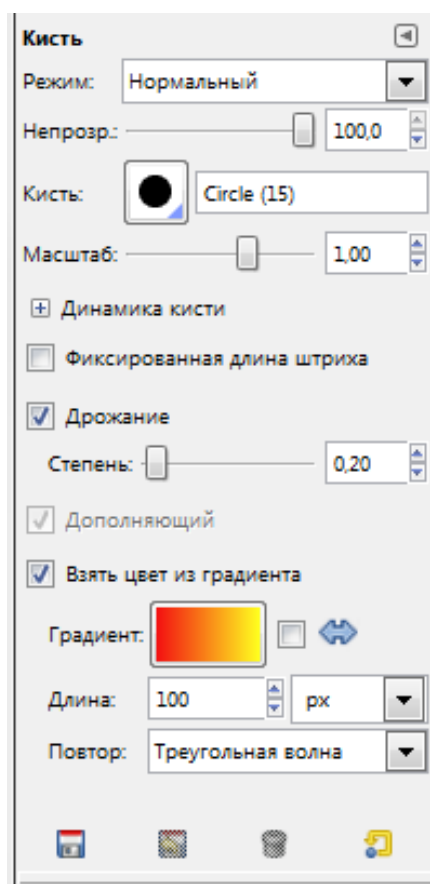 Кисть
Режим: Нормальный
Непрозр.: 100,0
Кисть: Circle (15)
Масштаб: 1,00
Динамика кисти
Фиксированная длина штриха
Дрожание
Степень: 0,20
Дополняющий
Взять цвет из градиента
Градиент:
Длина: 100 px
Повтор: Треугольная волна